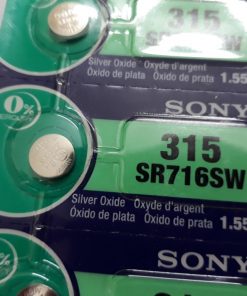 315
Silver Oxide Oxyde d'argent
Óxido de plata Óxido de prata 1.55
SONY
0%
315
SR716SW
Silver Oxide Oxyde d'argent
Óxido de plata Óxido de prata 1.55
SONY